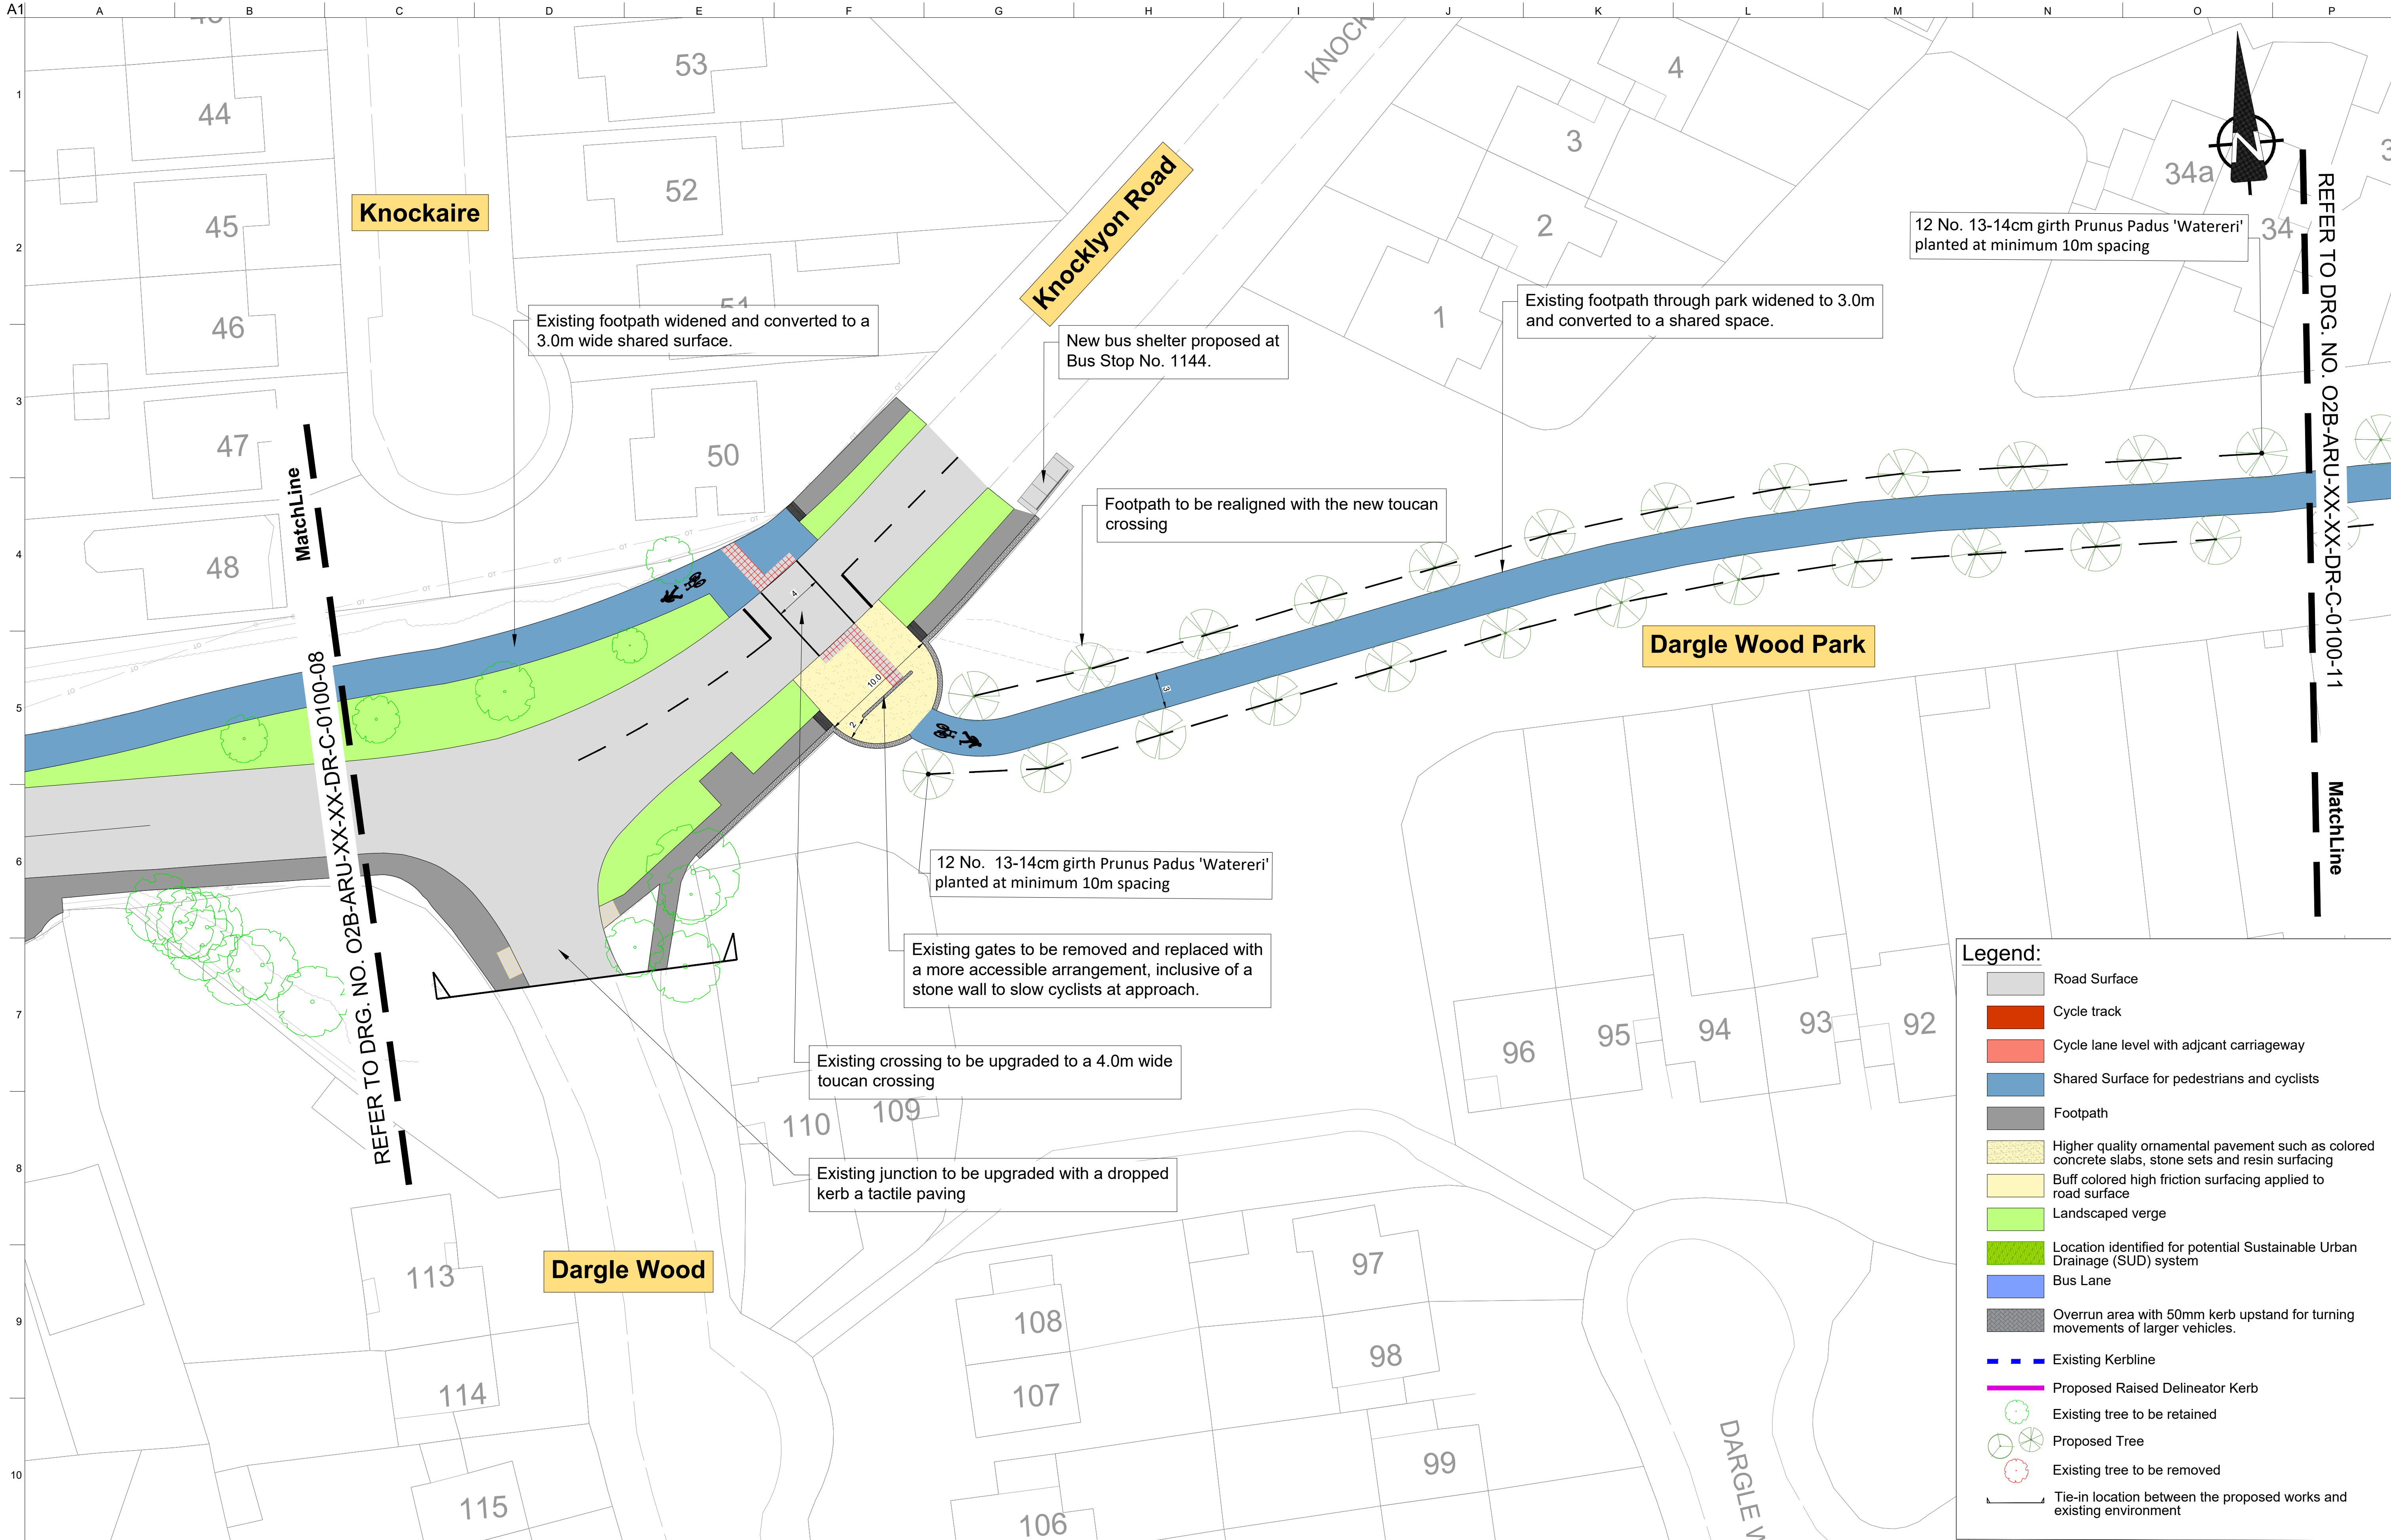 A1
A
B
C
D
E
F
G
H
I
J
K
L
M
N
O
P
1
2
3
4
5
6
7
8
9
10
44
45
46
47
48
53
52
51
50
Knockaire
KNOCK
Knocklyon Road
4
3
2
1
34a
34
N
12 No. 13-14cm girth Prunus Padus 'Watereri'
planted at minimum 10m spacing
Existing footpath widened and converted to a
3.0m wide shared surface.
New bus shelter proposed at
Bus Stop No. 1144.
Existing footpath through park widened to 3.0m
and converted to a shared space.
Footpath to be realigned with the new toucan
crossing
MatchLine
REFER TO DRG. NO. O2B-ARU-XX-XX-DR-C-0100-08
REFER TO DRG. NO. O2B-ARU-XX-XX-DR-C-0100-11
MatchLine
Dargle Wood Park
4
10.0
2
3
12 No. 13-14cm girth Prunus Padus 'Watereri'
planted at minimum 10m spacing
Existing gates to be removed and replaced with
a more accessible arrangement, inclusive of a
stone wall to slow cyclists at approach.
Existing crossing to be upgraded to a 4.0m wide
toucan crossing
Existing junction to be upgraded with a dropped
kerb a tactile paving
Dargle Wood
110
109
96
95
94
93
92
113
114
115
108
107
106
97
98
99
DARGLE W
Legend:
Road Surface
Cycle track
Cycle lane level with adjcant carriageway
Shared Surface for pedestrians and cyclists
Footpath
Higher quality ornamental pavement such as colored
concrete slabs, stone sets and resin surfacing
Buff colored high friction surfacing applied to
road surface
Landscaped verge
Location identified for potential Sustainable Urban
Drainage (SUD) system
Bus Lane
Overrun area with 50mm kerb upstand for turning
movements of larger vehicles.
Existing Kerbline
Proposed Raised Delineator Kerb
Existing tree to be retained
Proposed Tree
Existing tree to be removed
Tie-in location between the proposed works and
existing environment